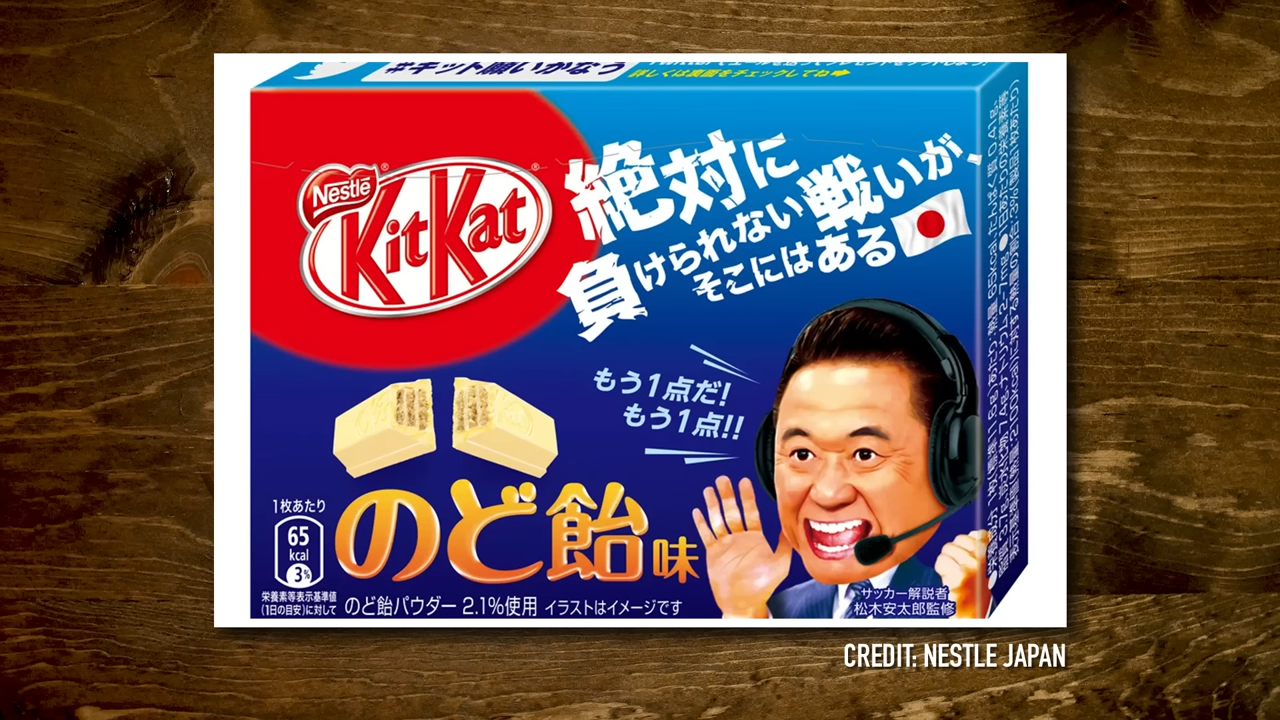 #キット願いかなう
詳しくは裏面をチェックしてね
Nestlé
KitKat
絶対に
負けられない戦いが、
そこにはある
もう1点だ!
もう1点!!
のど飴味
1枚あたり
65
kcal
3%
栄養素等表示基準値
(1日の目安)に対して
のど飴パウダー 2.1%使用 イラストはイメージです
サッカー解説者
松木安太郎監修
CREDIT: NESTLE JAPAN